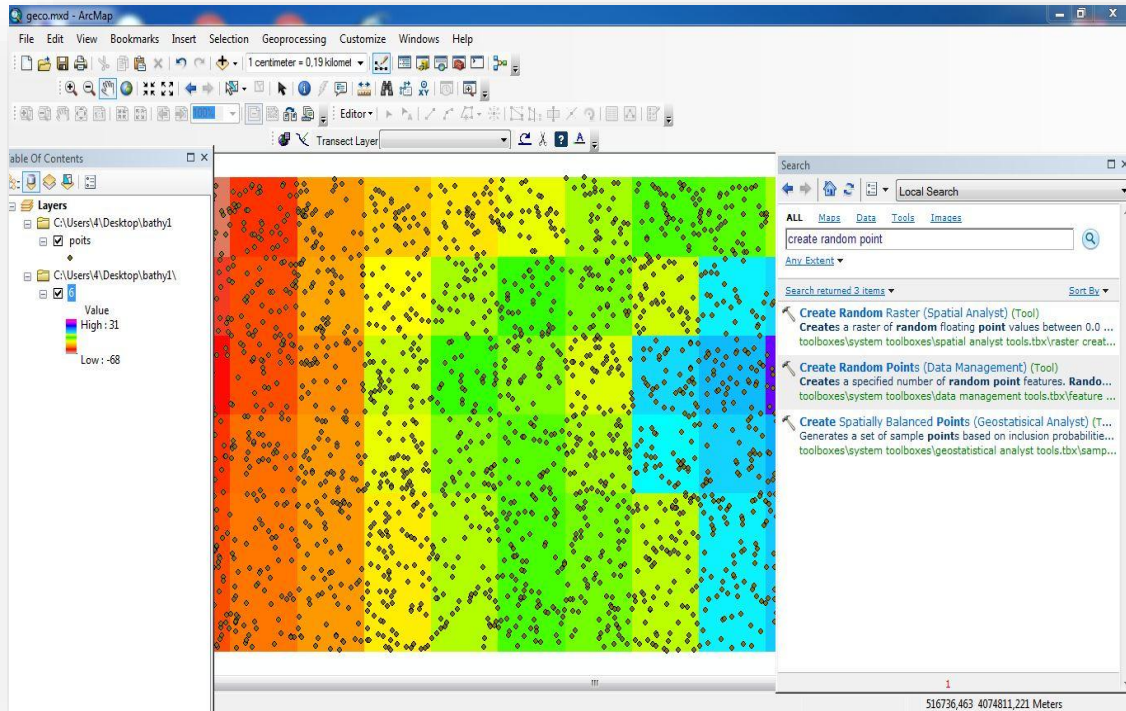 geco.mxd - ArcMap
File Edit View Bookmarks Insert Selection Geoprocessing Customize Windows Help
1 centimeter = 0,19 kilomet
100%
Editor
Transect Layer
able Of Contents
Layers
C:\Users\4\Desktop\bathy1
poits
C:\Users\4\Desktop\bathy1\
6
Value
High : 31
Low : -68
Search
Local Search
ALL Maps Data Tools Images
create random point
Any Extent
Search returned 3 items Sort By
Create Random Raster (Spatial Analyst) (Tool)
Creates a raster of random floating point values between 0.0 ...
toolboxes\system toolboxes\spatial analyst tools.tbx\raster creat...
Create Random Points (Data Management) (Tool)
Creates a specified number of random point features. Rando...
toolboxes\system toolboxes\data management tools.tbx\feature ...
Create Spatially Balanced Points (Geostatisical Analyst) (T...
Generates a set of sample points based on inclusion probabilitie...
toolboxes\system toolboxes\geostatistical analyst tools.tbx\samp...
1
516736,463 4074811,221 Meters